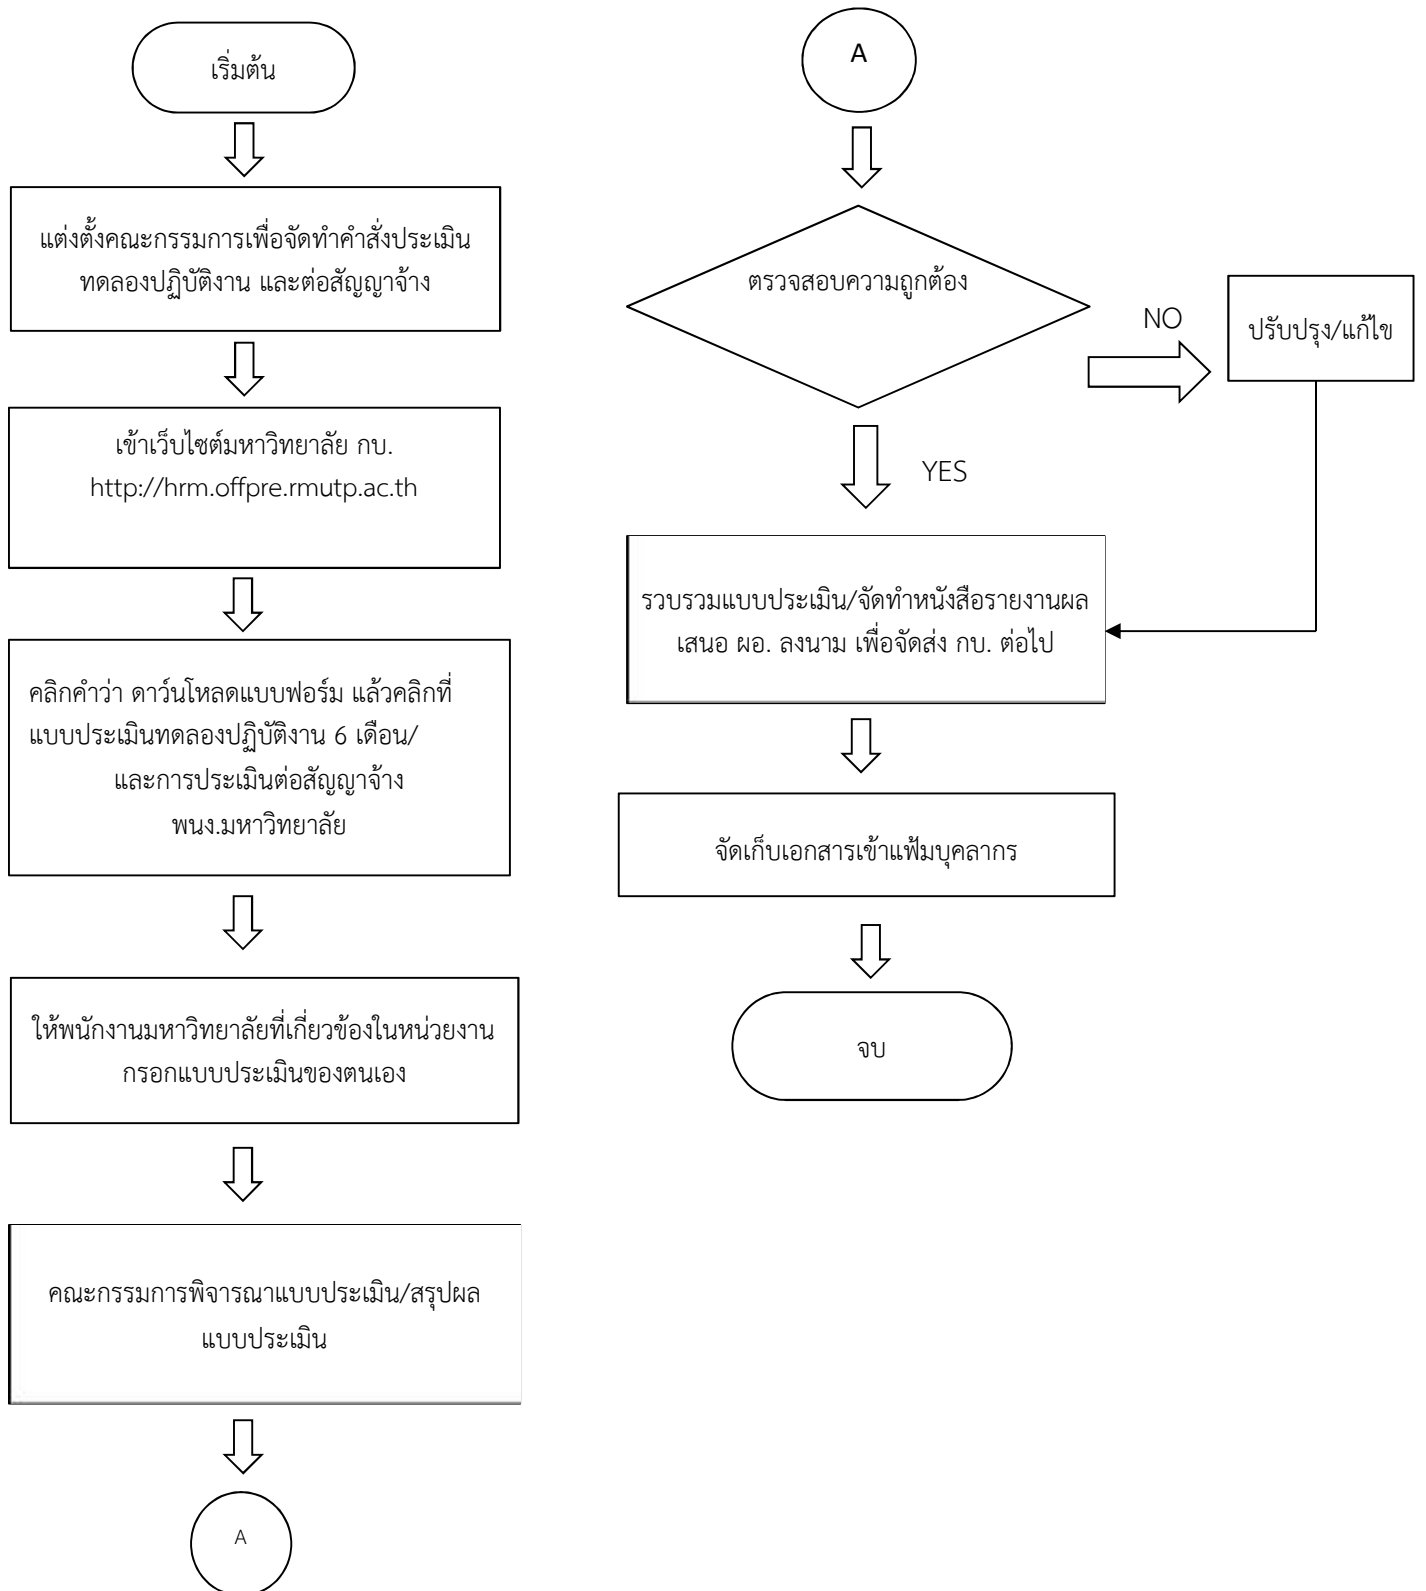 เริ่มต้น
แต่งตั้งคณะกรรมการเพื่อจัดทำคำสั่งประเมิน
ทดลองปฏิบัติงาน และต่อสัญญาจ้าง
เข้าเว็บไซต์มหาวิทยาลัย กบ.
http://hrm.offpre.rmutp.ac.th
คลิกคำว่า ดาว์นโหลดแบบฟอร์ม แล้วคลิกที่
แบบประเมินทดลองปฏิบัติงาน 6 เดือน/
และการประเมินต่อสัญญาจ้าง
พนง.มหาวิทยาลัย
ให้พนักงานมหาวิทยาลัยที่เกี่ยวข้องในหน่วยงาน
กรอกแบบประเมินของตนเอง
คณะกรรมการพิจารณาแบบประเมิน/สรุปผล
แบบประเมิน
A
A
ตรวจสอบความถูกต้อง
NO
ปรับปรุง/แก้ไข
YES
รวบรวมแบบประเมิน/จัดทำหนังสือรายงานผล
เสนอ ผอ. ลงนาม เพื่อจัดส่ง กบ. ต่อไป
จัดเก็บเอกสารเข้าแฟ้มบุคลากร
จบ